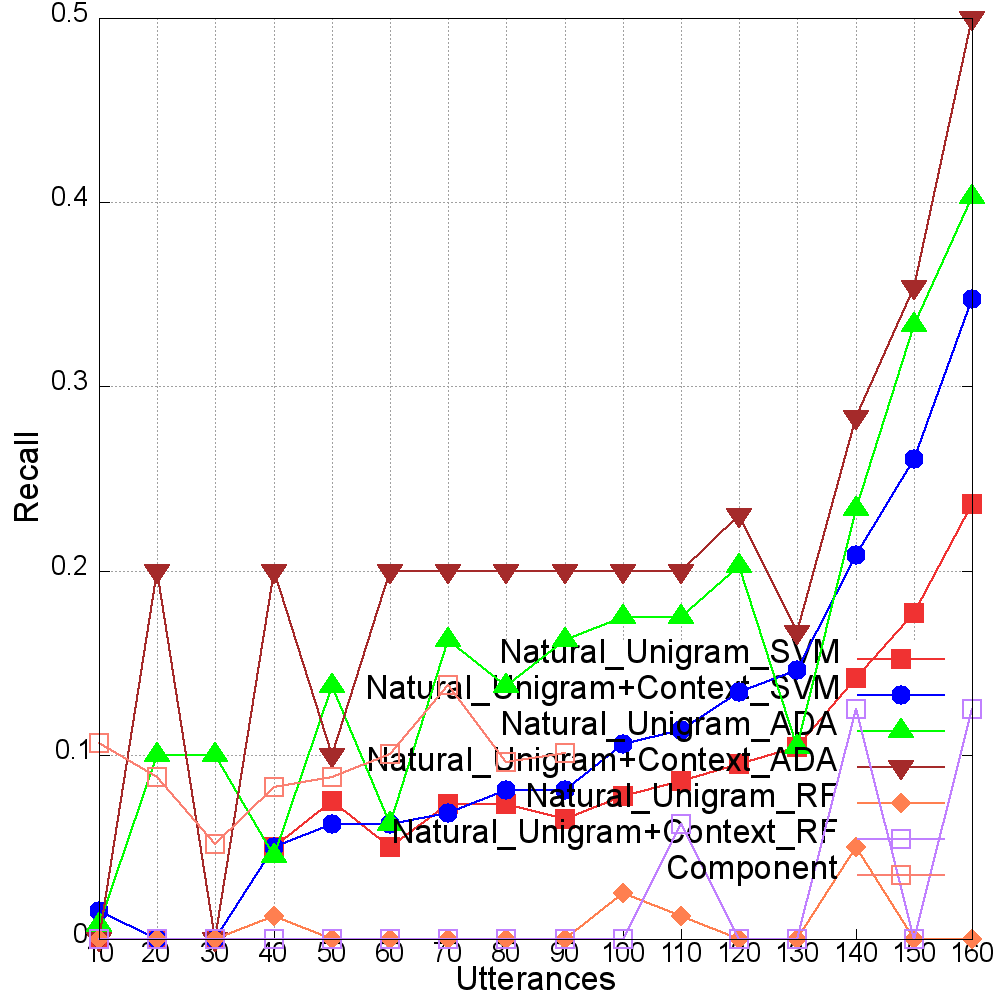 0.5
0.4
0.3
0.2
0.1
0
Recall
Natural_Unigram_SVM
Natural_Unigram+Context_SVM
Natural_Unigram_ADA
Natural_Unigram+Context_ADA
Natural_Unigram_RF
Natural_Unigram+Context_RF
Component
10 20 30 40 50 60 70 80 90 100 110 120 130 140 150 160
Utterances